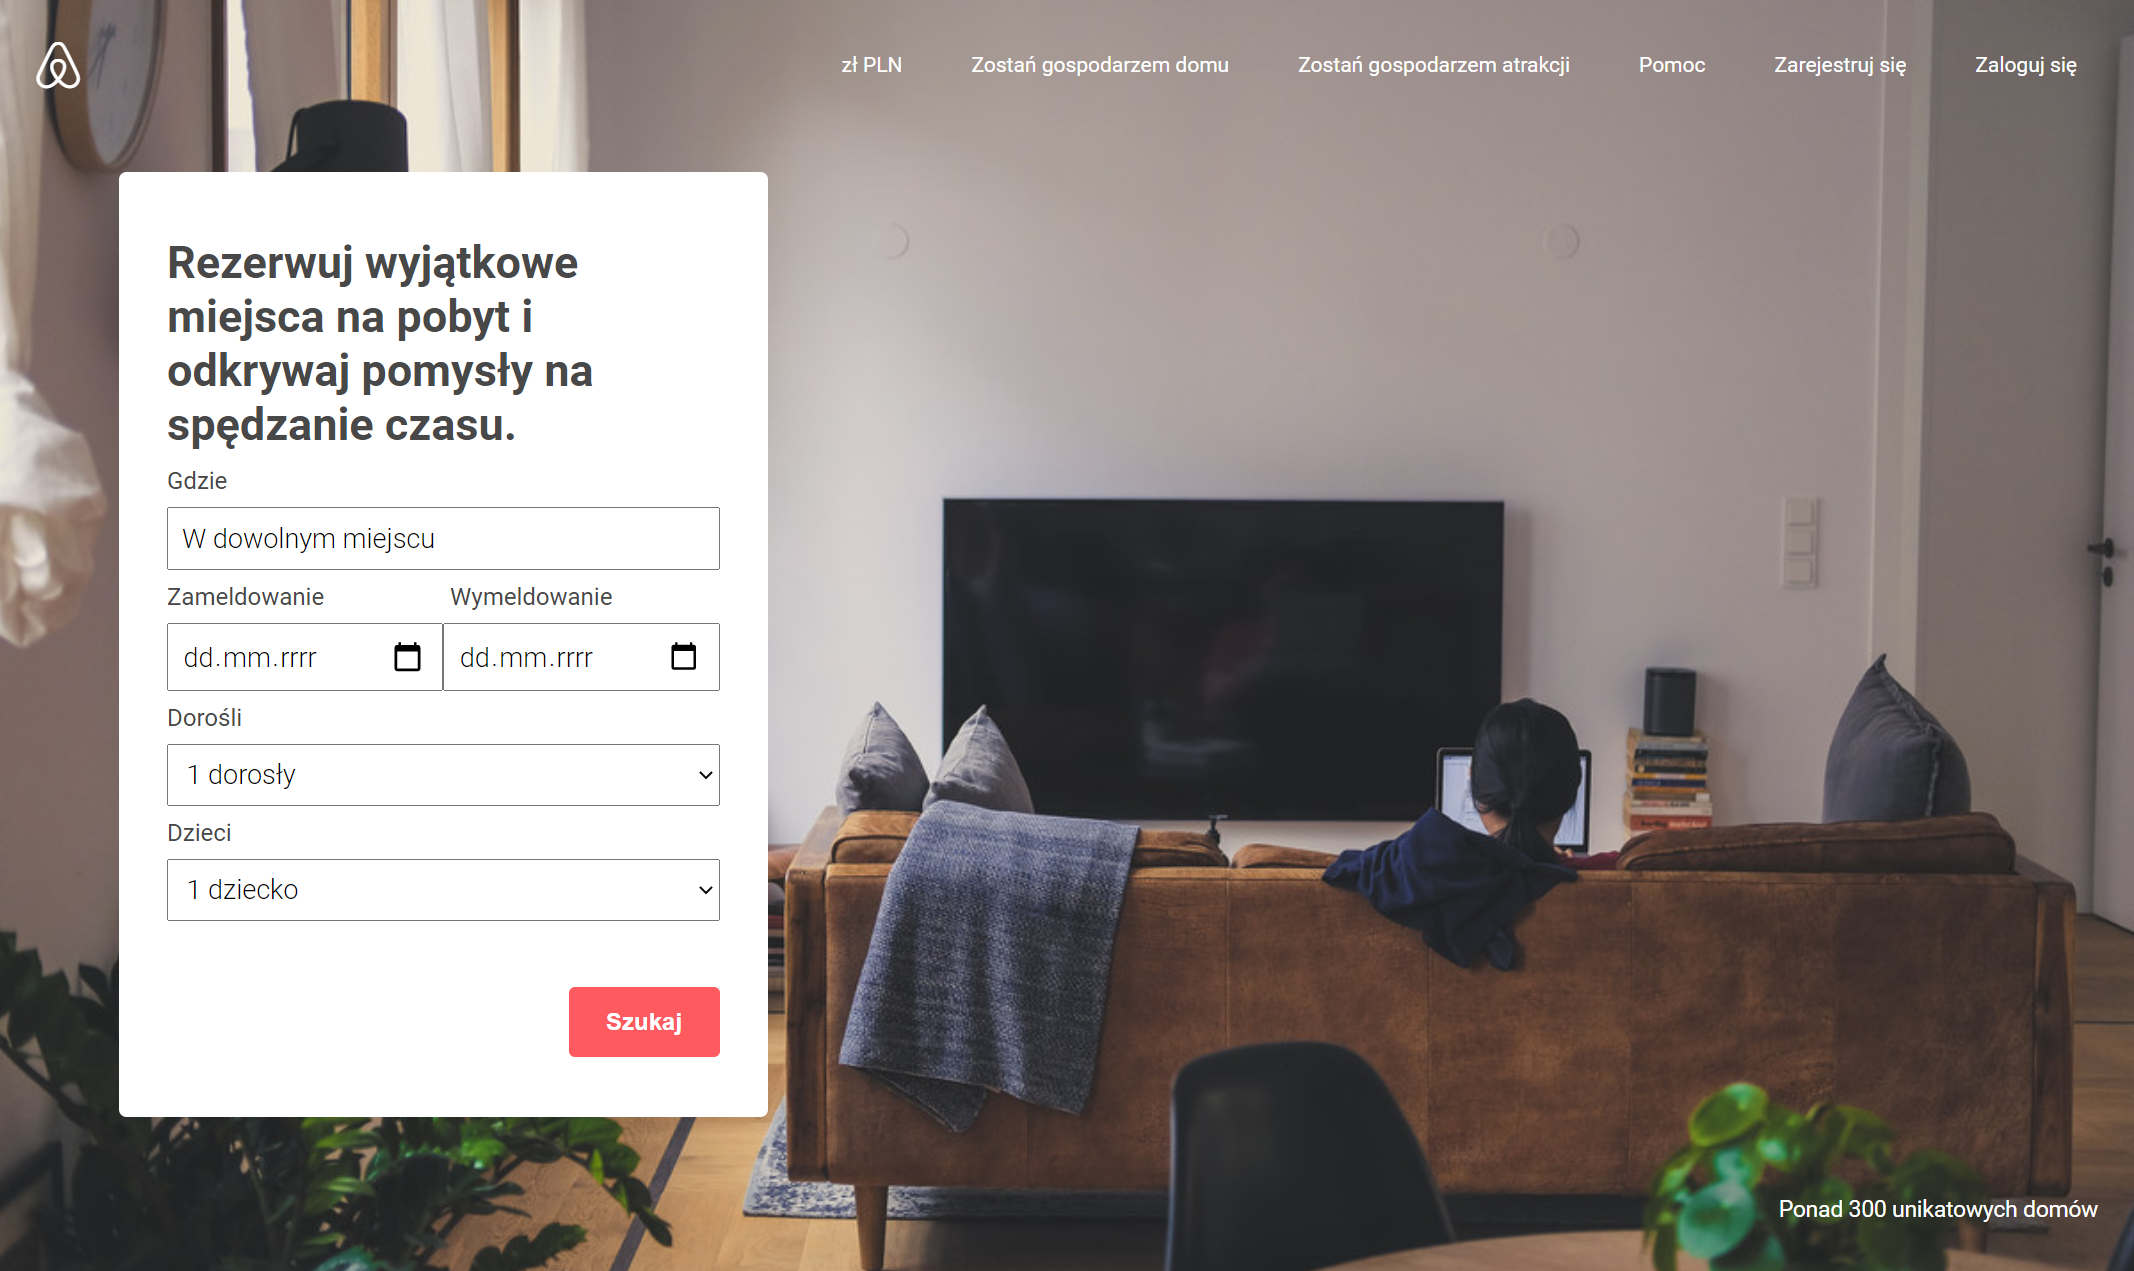 zł PLN
Zostań gospodarzem domu
Zostań gospodarzem atrakcji
Pomoc
Zarejestruj się
Zaloguj się
Rezerwuj wyjątkowe
miejsca na pobyt i
odkrywaj pomysły na
spędzanie czasu.
Gdzie
W dowolnym miejscu
Zameldowanie
Wymeldowanie
dd.mm.rrrr
dd.mm.rrrr
Dorośli
1 dorosły
Dzieci
1 dziecko
Szukaj
Ponad 300 unikatowych domów